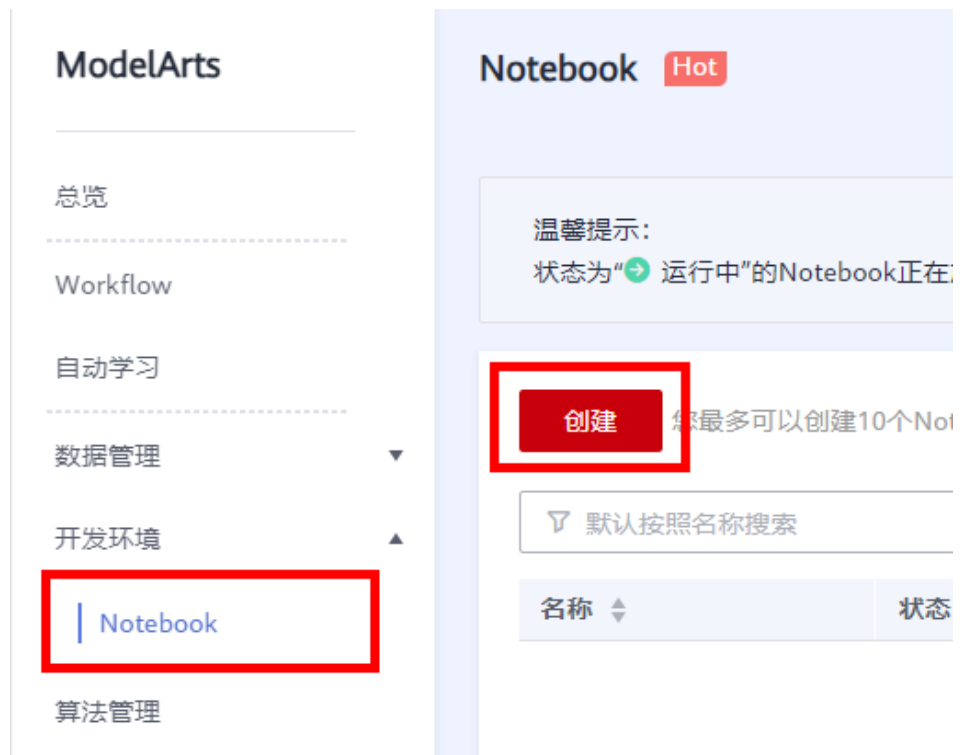 ModelArts
总览
Workflow
自动学习
数据管理
开发环境
Notebook
算法管理
Notebook Hot
温馨提示：
状态为“ 运行中”的Notebook正在
创建 您最多可以创建10个Not
默认按照名称搜索
名称 状态